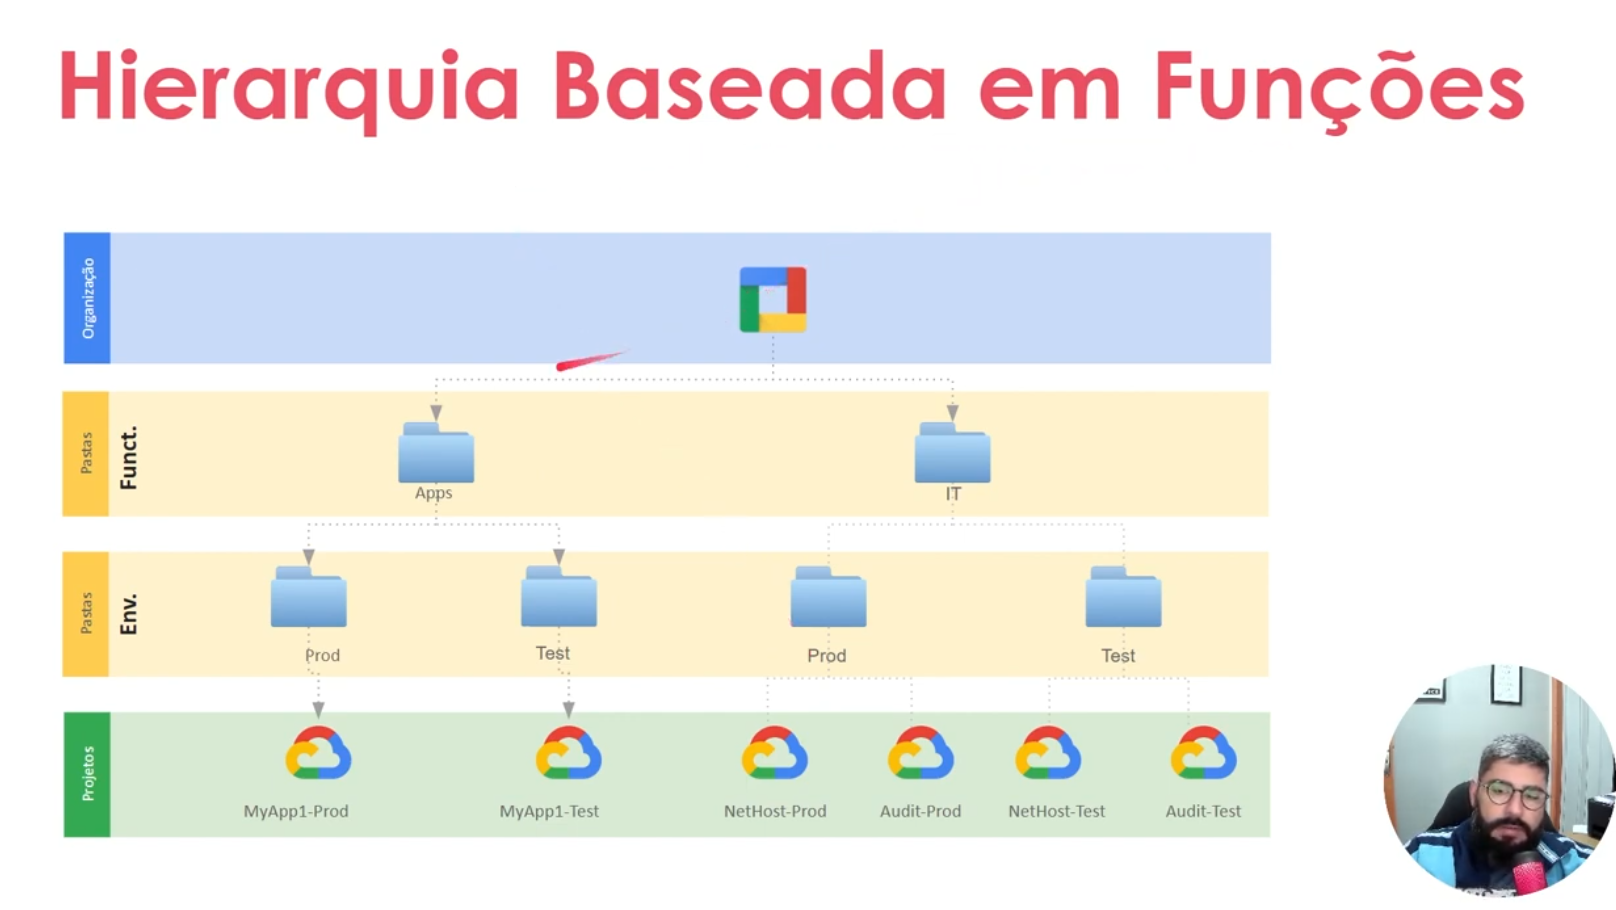 Hierarquia Baseada em Funções
Organização
Pastas
Funct.
Apps
IT
Pastas
Env.
Prod
Test
Prod
Test
Projetos
MyApp1-Prod
MyApp1-Test
NetHost-Prod
Audit-Prod
NetHost-Test
Audit-Test